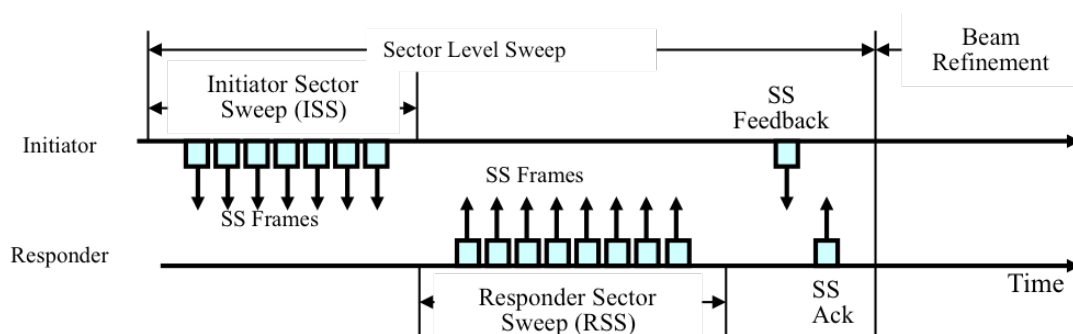 Sector Level Sweep
Beam
Refinement
Initiator Sector
Sweep (ISS)
SS
Feedback
Initiator
SS Frames
SS Frames
Responder
Time
Responder Sector
Sweep (RSS)
SS
Ack